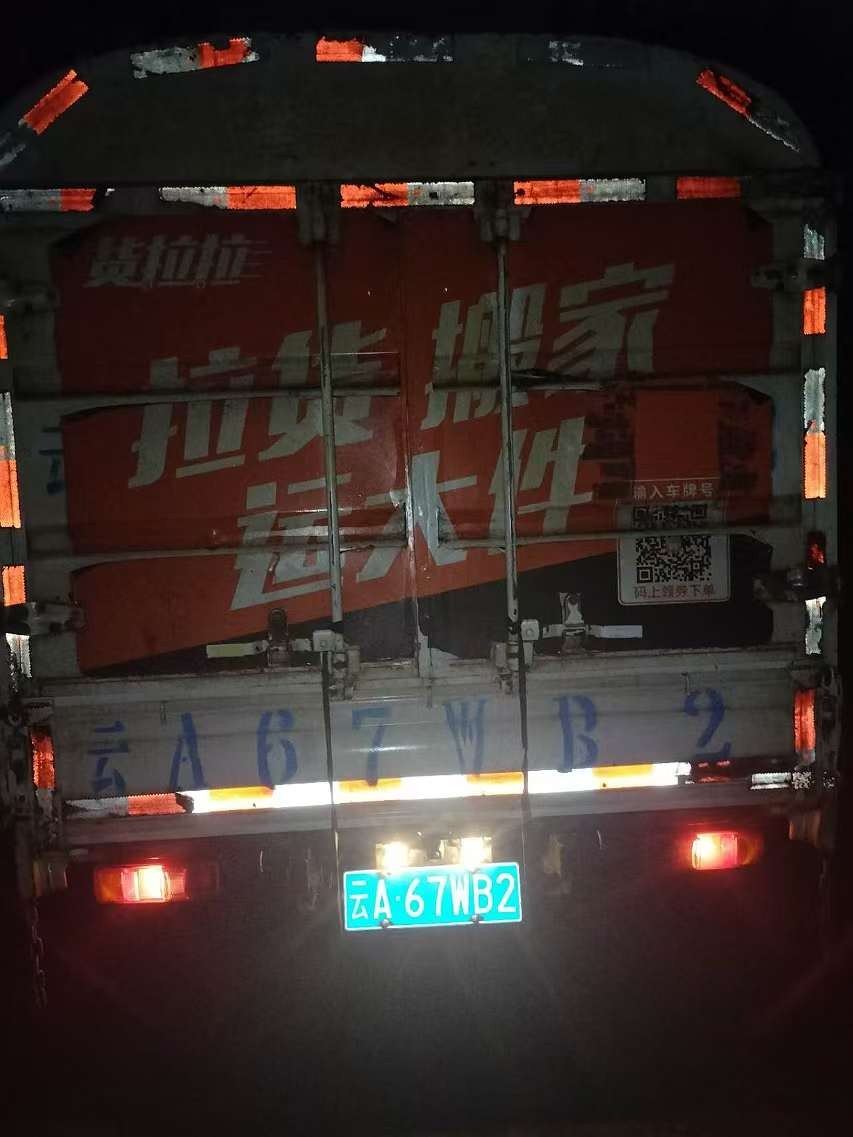 货拉拉
拉货 搬家
运大件
输入车牌号
码上领券下单
云A67WB2
云A·67WB2